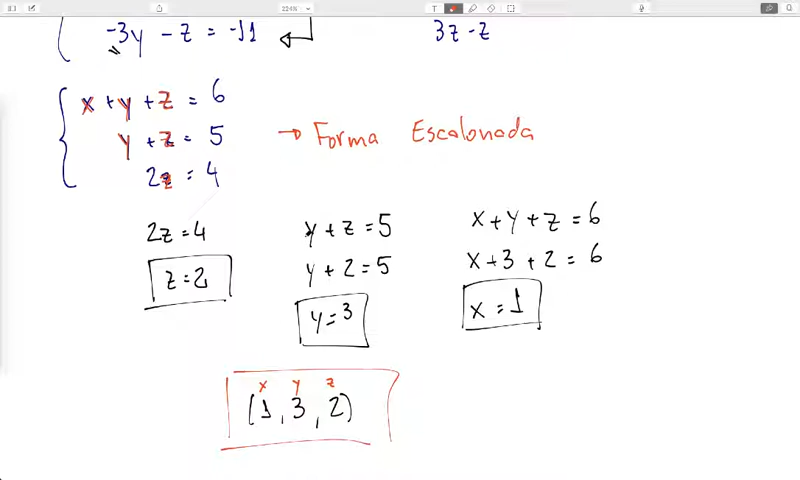 -3y - z = -11
3z - z
x + y + z = 6
y + z = 5
2z = 4
→ Forma Escalonada
2z = 4
z = 2
y + z = 5
y + 2 = 5
y = 3
x + y + z = 6
x + 3 + 2 = 6
x = 1
x y z
(1, 3, 2)